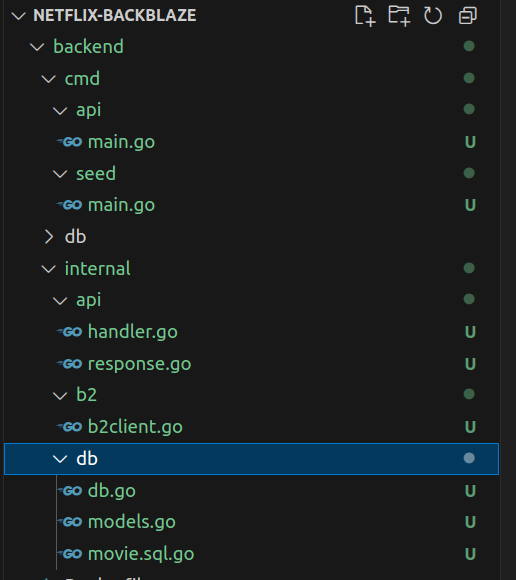 NETFLIX-BACKBLAZE
backend
cmd
api
GO main.go U
seed
GO main.go U
db
internal
api
GO handler.go U
GO response.go U
b2
GO b2client.go U
db
GO db.go U
GO models.go U
GO movie.sql.go U